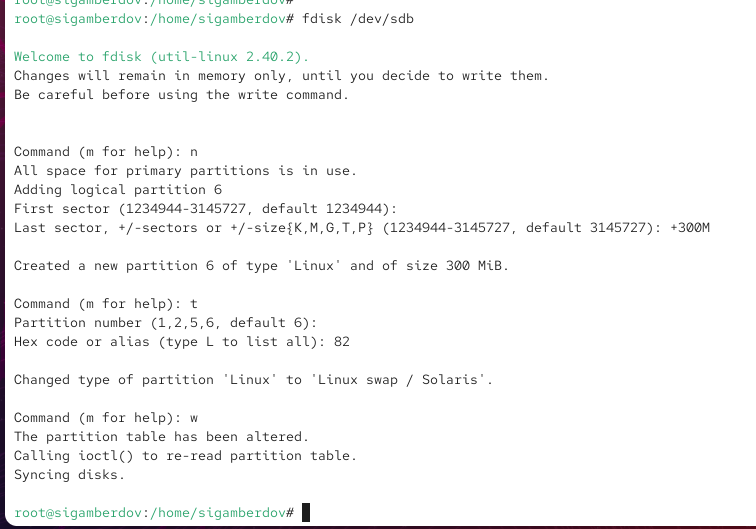 root@sigamberdov:/home/sigamberdov#
root@sigamberdov:/home/sigamberdov# fdisk /dev/sdb
Welcome to fdisk (util-linux 2.40.2).
Changes will remain in memory only, until you decide to write them.
Be careful before using the write command.
Command (m for help): n
All space for primary partitions is in use.
Adding logical partition 6
First sector (1234944-3145727, default 1234944):
Last sector, +/-sectors or +/-size{K,M,G,T,P} (1234944-3145727, default 3145727): +300M
Created a new partition 6 of type 'Linux' and of size 300 MiB.
Command (m for help): t
Partition number (1,2,5,6, default 6):
Hex code or alias (type L to list all): 82
Changed type of partition 'Linux' to 'Linux swap / Solaris'.
Command (m for help): w
The partition table has been altered.
Calling ioctl() to re-read partition table.
Syncing disks.
root@sigamberdov:/home/sigamberdov#